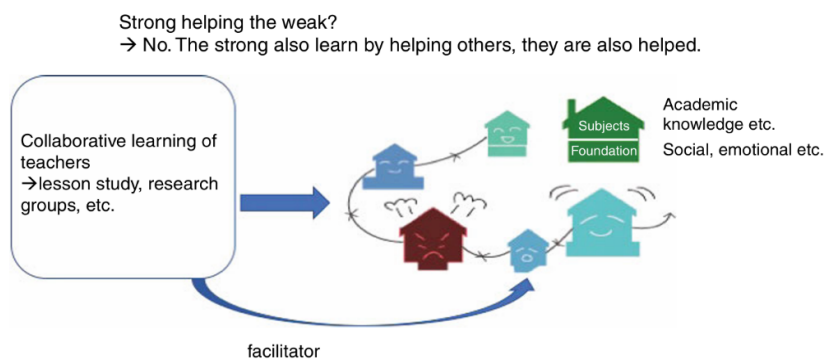 Strong helping the weak?
→ No. The strong also learn by helping others, they are also helped.
Collaborative learning of
teachers
→lesson study, research
groups, etc.
Subjects
Foundation
Academic
knowledge etc.
Social, emotional etc.
facilitator